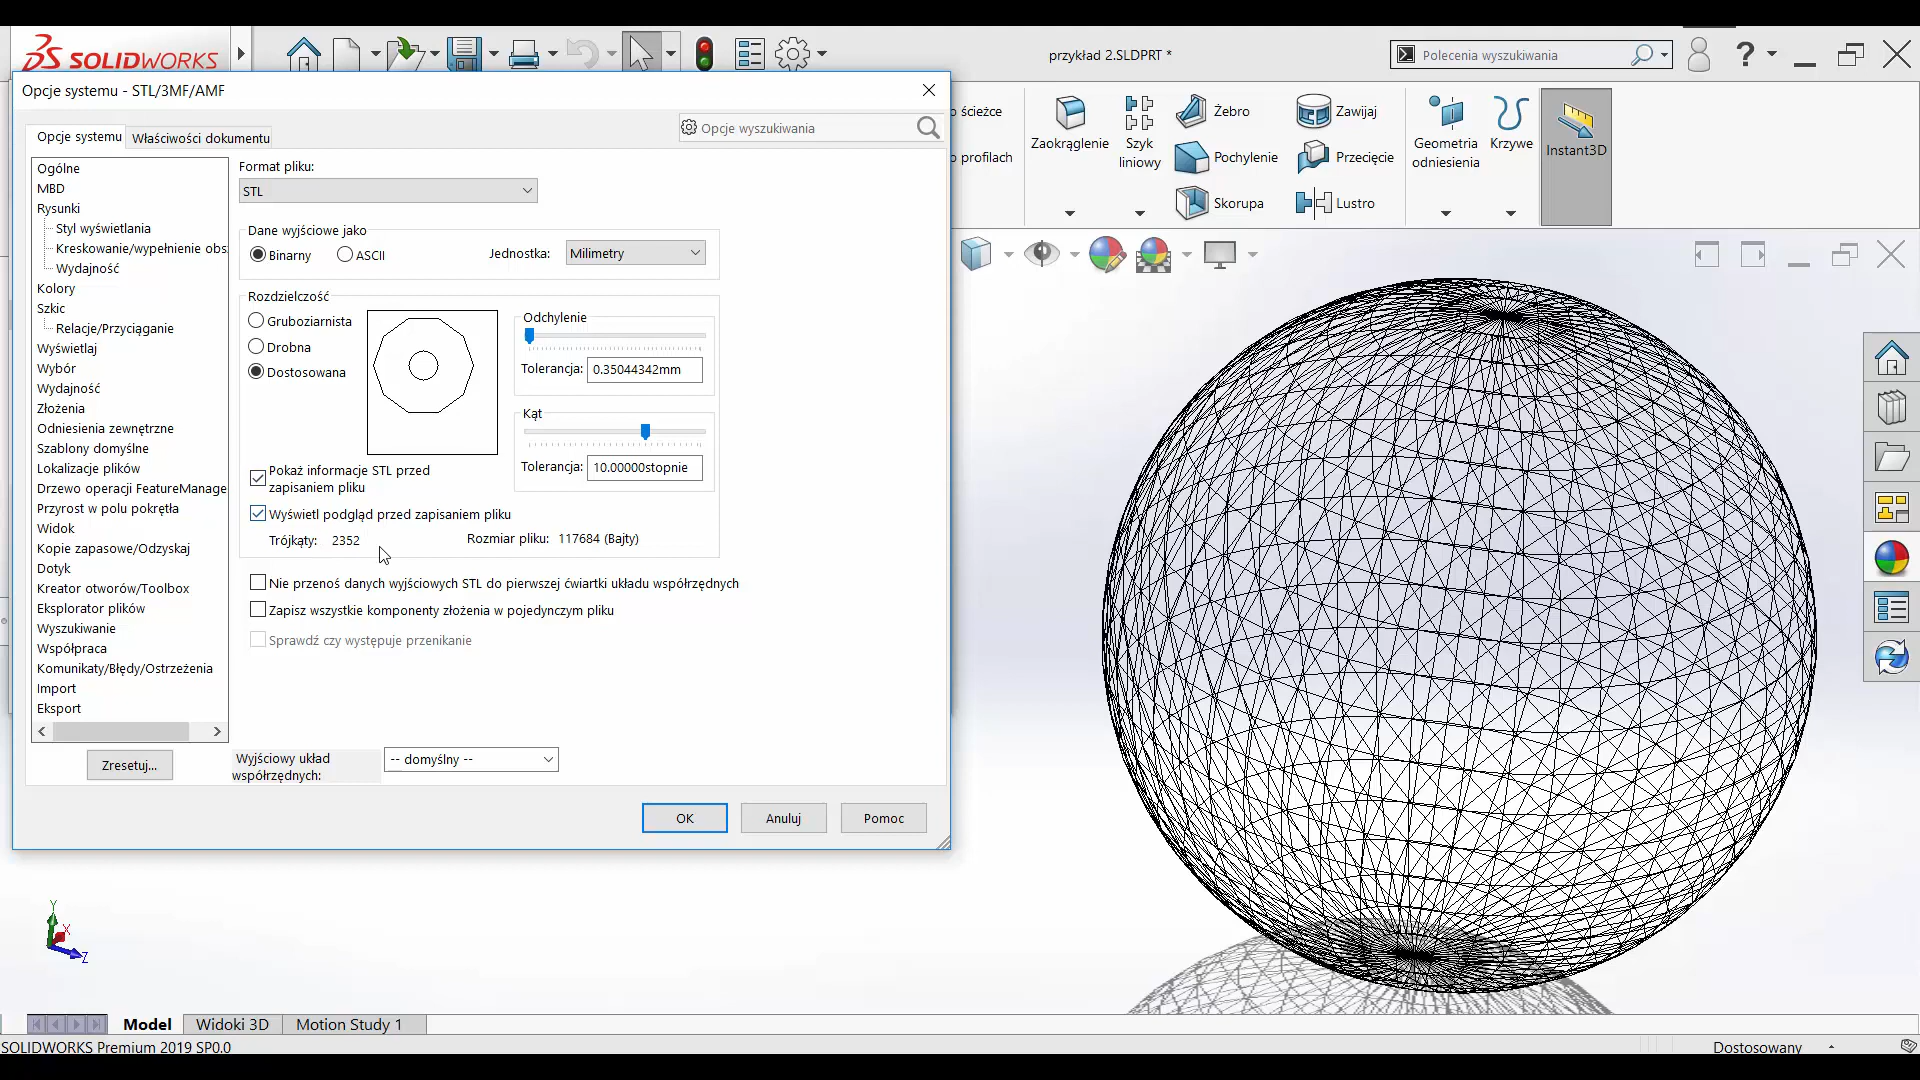 SOLIDWORKS
przykład 2.SLDPRT *
Polecenia wyszukiwania
?
Opcje systemu - STL/3MF/AMF
Opcje systemu
Właściwości dokumentu
Opcje wyszukiwania
Ogólne
MBD
Rysunki
Styl wyświetlania
Kreskowanie/wypełnienie obs
Wydajność
Kolory
Szkic
Relacje/Przyciąganie
Wyświetlaj
Wybór
Wydajność
Złożenia
Odniesienia zewnętrzne
Szablony domyślne
Lokalizacje plików
Drzewo operacji FeatureManage
Przyrost w polu pokrętła
Widok
Kopie zapasowe/Odzyskaj
Dotyk
Kreator otworów/Toolbox
Eksplorator plików
Wyszukiwanie
Współpraca
Komunikaty/Błędy/Ostrzeżenia
Import
Eksport
Zresetuj...
Format pliku:
STL
Dane wyjściowe jako
Binarny
ASCII
Jednostka:
Milimetry
Rozdzielczość
Gruboziarnista
Drobna
Dostosowana
Odchylenie
Tolerancja:
0.35044342mm
Kąt
Tolerancja:
10.00000stopnie
Pokaż informacje STL przed
zapisaniem pliku
Wyświetl podgląd przed zapisaniem pliku
Trójkąty: 2352
Rozmiar pliku: 117684 (Bajty)
Nie przenoś danych wyjściowych STL do pierwszej ćwiartki układu współrzędnych
Zapisz wszystkie komponenty złożenia w pojedynczym pliku
Sprawdź czy występuje przenikanie
Wyjściowy układ
współrzędnych:
-- domyślny --
OK
Anuluj
Pomoc
o ścieżce
o profilach
Zaokrąglenie
Szyk
liniowy
Żebro
Pochylenie
Skorupa
Zawijaj
Przecięcie
Lustro
Geometria
odniesienia
Krzywe
Instant3D
Y
X
Z
Model
Widoki 3D
Motion Study 1
SOLIDWORKS Premium 2019 SP0.0
Dostosowany